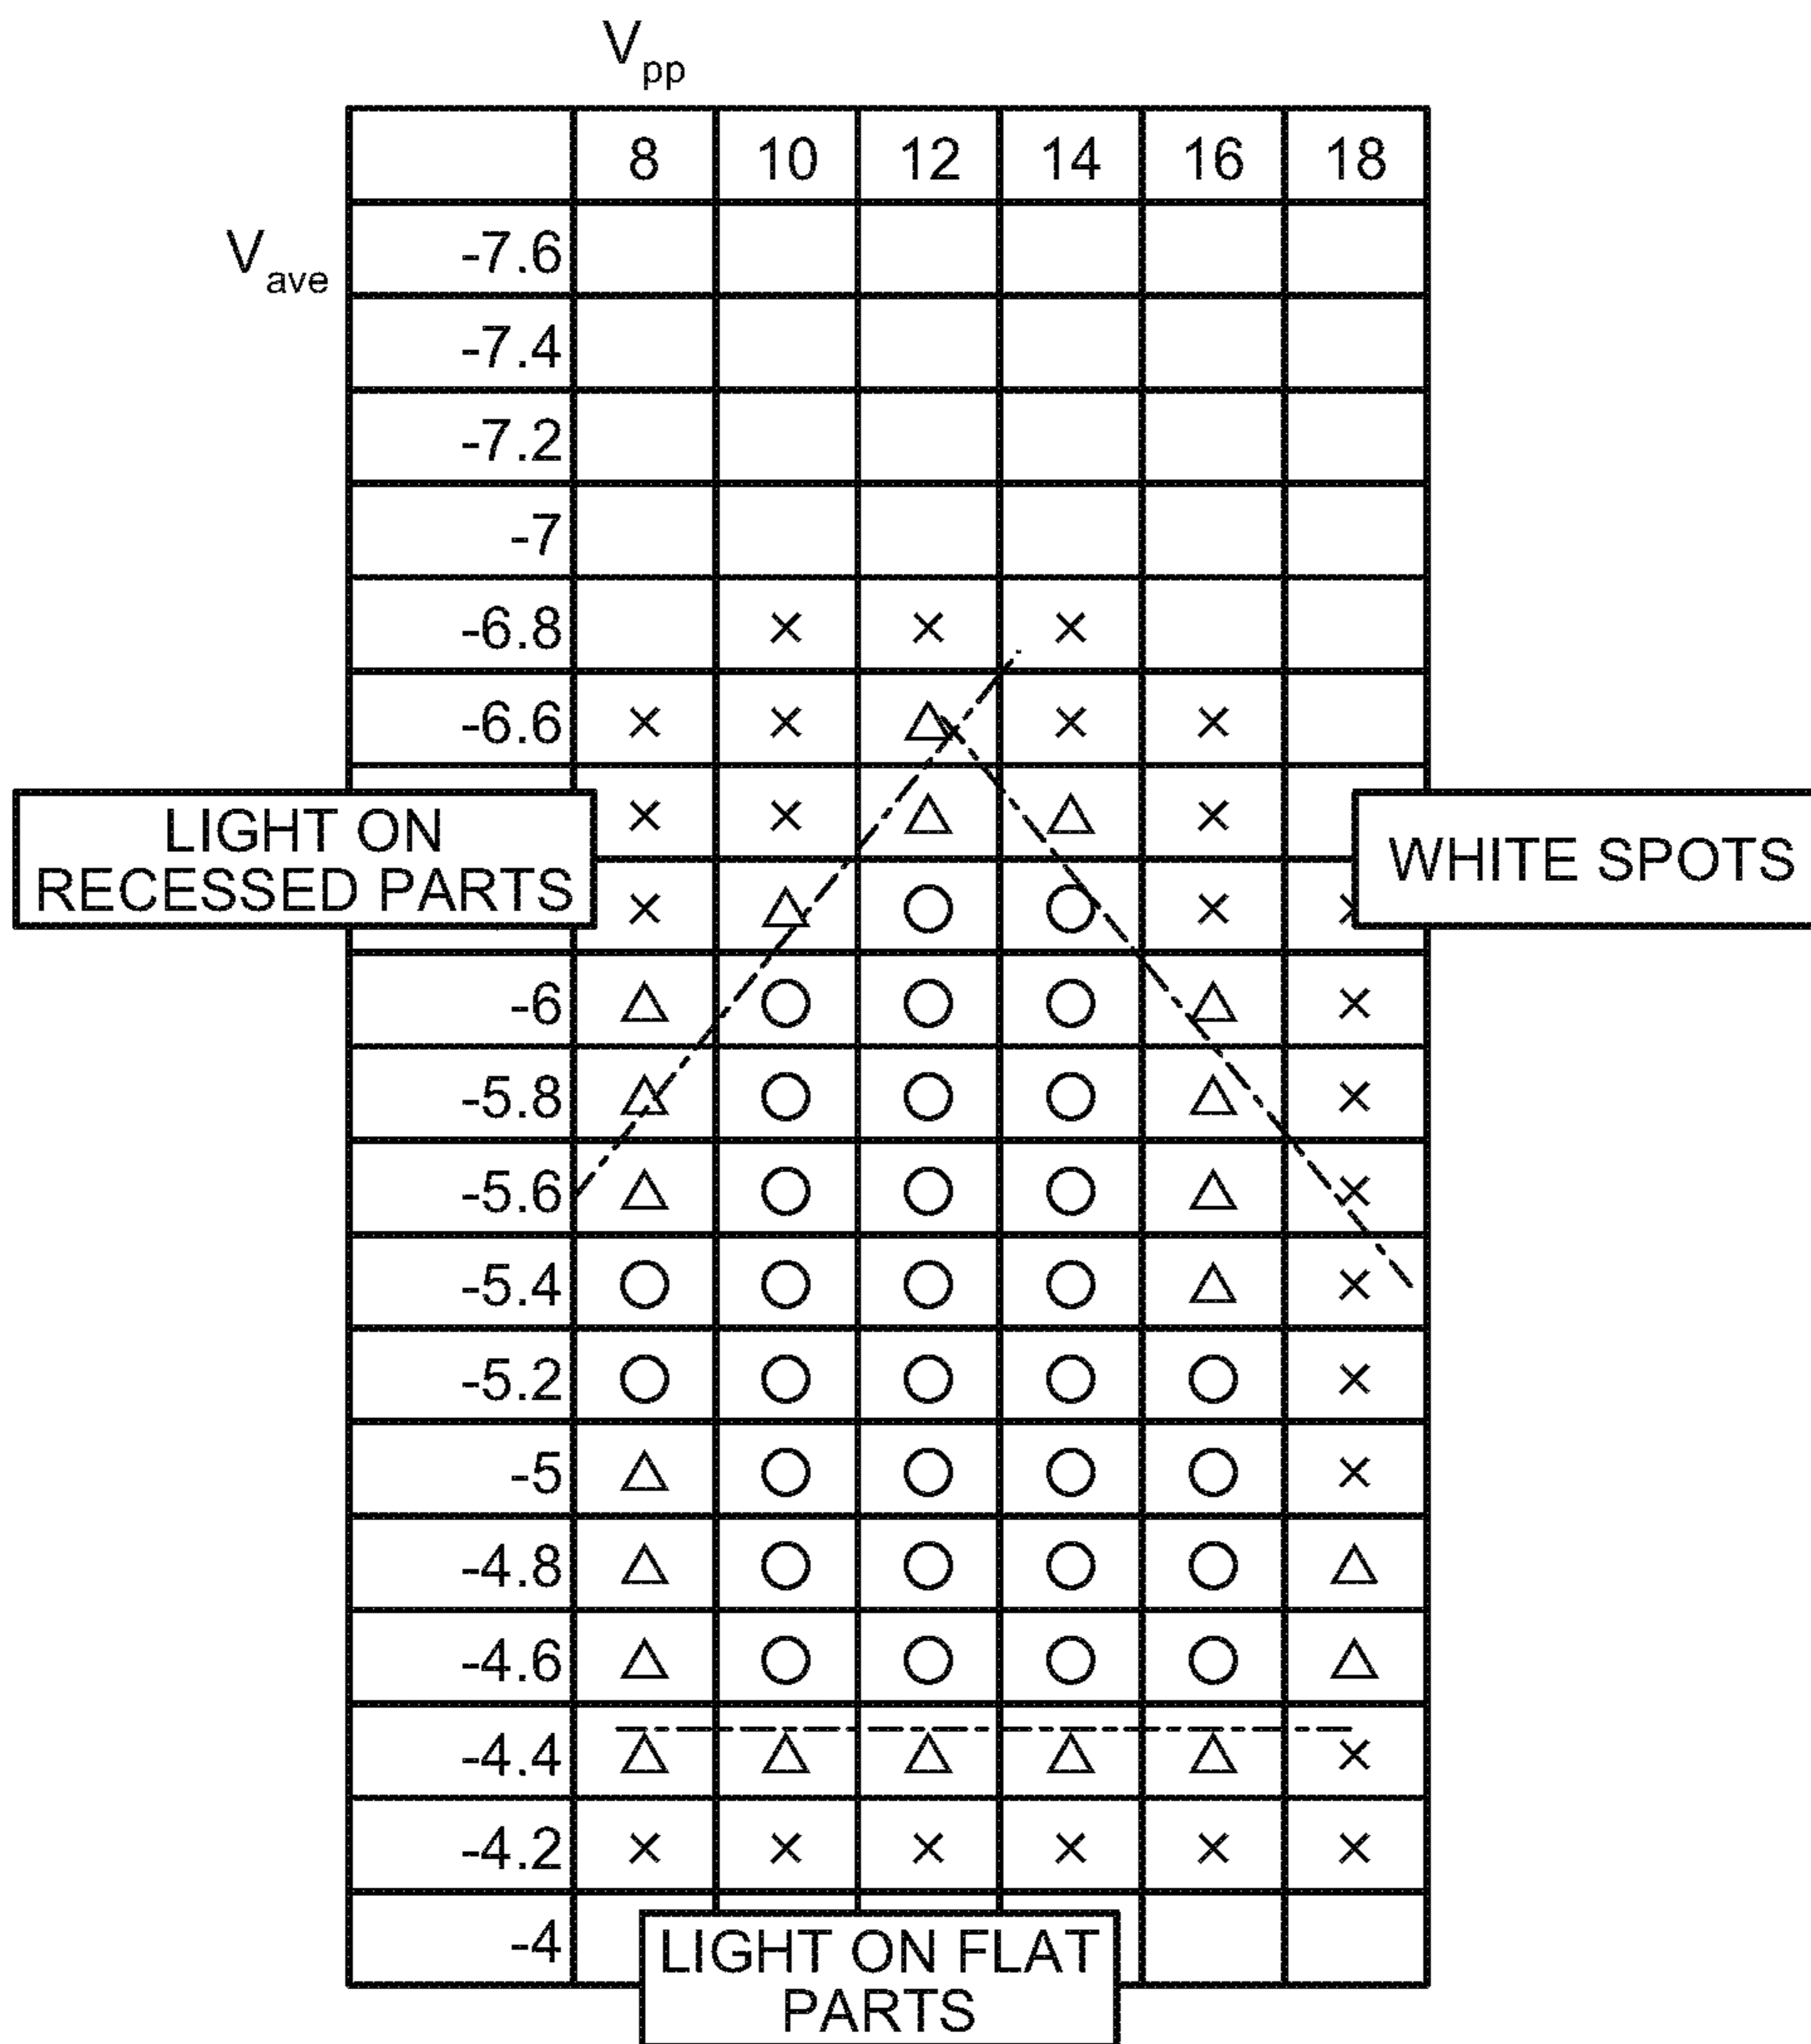 Vpp
8 10 12 14 16 18
Vave
-7.6
-7.4
-7.2
-7
-6.8 × × ×
-6.6 × × △ × ×
× × △ △ ×
LIGHT ON
RECESSED PARTS
WHITE SPOTS
× △ ○ ○ × ×
-6 △ ○ ○ ○ △ ×
-5.8 △ ○ ○ ○ △ ×
-5.6 △ ○ ○ ○ △ ×
-5.4 ○ ○ ○ ○ △ ×
-5.2 ○ ○ ○ ○ ○ ×
-5 △ ○ ○ ○ ○ ×
-4.8 △ ○ ○ ○ ○ △
-4.6 △ ○ ○ ○ ○ △
-4.4 △ △ △ △ △ ×
-4.2 × × × × × ×
-4
LIGHT ON FLAT
PARTS